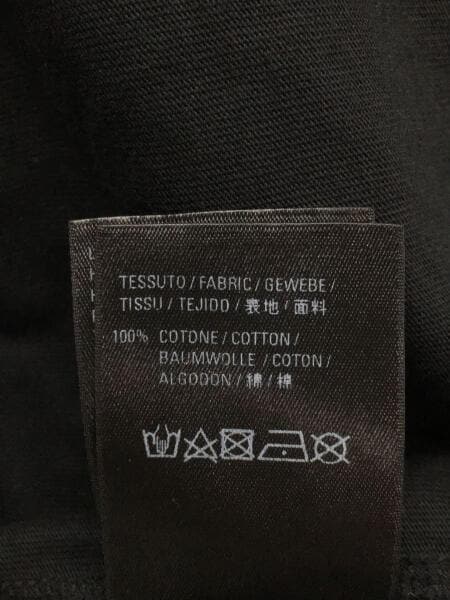 TESSUTO / FABRIC / GEWEBE /
TISSU / TEJIDO / 表地 / 面料
100% COTONE / COTTON /
BAUMWOLLE / COTON /
ALGODON / 綿 / 棉